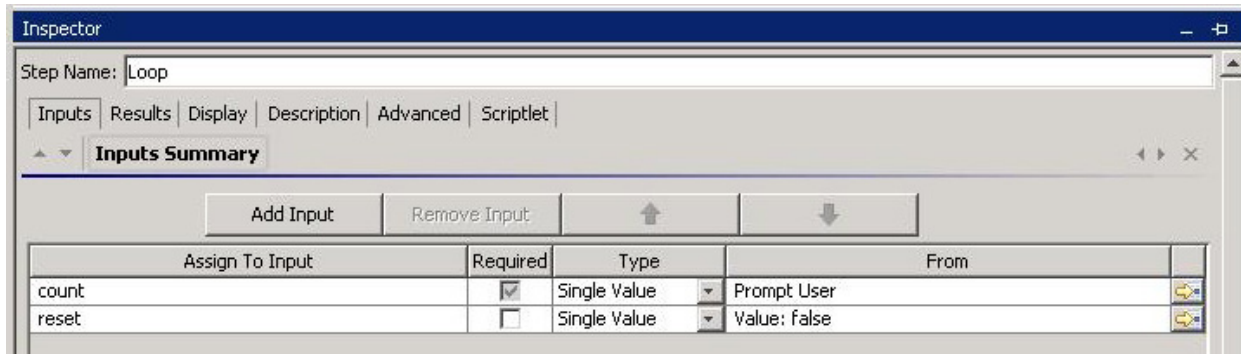 Inspector
Step Name: Loop
Inputs Results Display Description Advanced Scriptlet
Inputs Summary
Add Input Remove Input
Assign To Input Required Type From
count Single Value Prompt User
reset Single Value Value: false